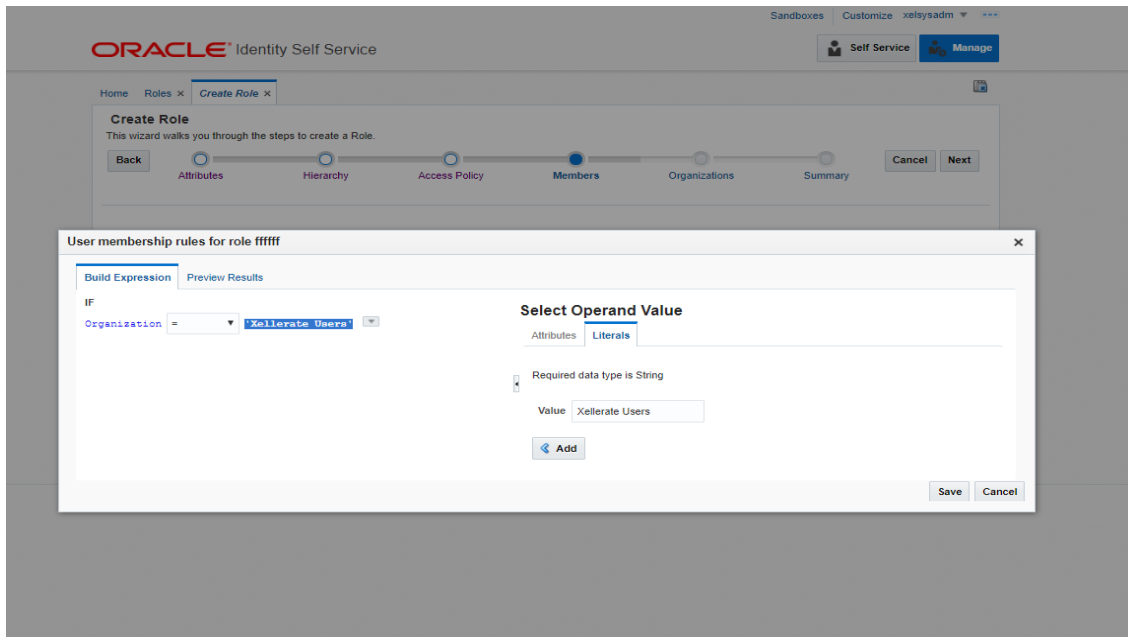 Sandboxes Customize xelsysadm
ORACLE® Identity Self Service
Self Service Manage
Home Roles × Create Role ×
Create Role
This wizard walks you through the steps to create a Role.
Back Cancel Next
Attributes Hierarchy Access Policy Members Organizations Summary
User membership rules for role ffffff
Build Expression Preview Results
IF
Organization = 'Xellerate Users'
Select Operand Value
Attributes Literals
Required data type is String
Value Xellerate Users
Add
Save Cancel